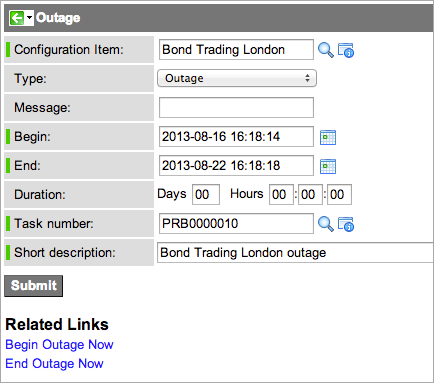 Outage
Configuration Item: Bond Trading London
Type: Outage
Message:
Begin: 2013-08-16 16:18:14
End: 2013-08-22 16:18:18
Duration: Days 00 Hours 00 : 00 : 00
Task number: PRB0000010
Short description: Bond Trading London outage
Submit
Related Links
Begin Outage Now
End Outage Now